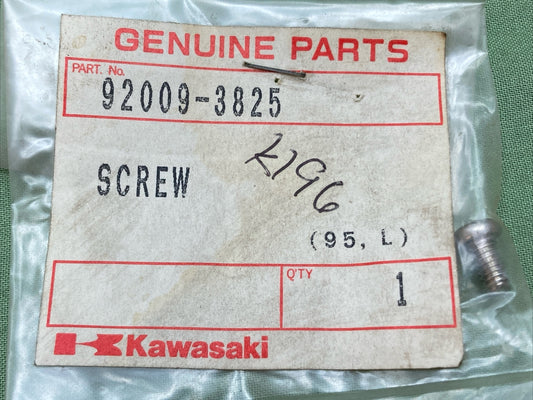 GENUINE PARTS
PART. No.
92009-3825
SCREW
K196
(95, L)
Q'TY
1
Kawasaki